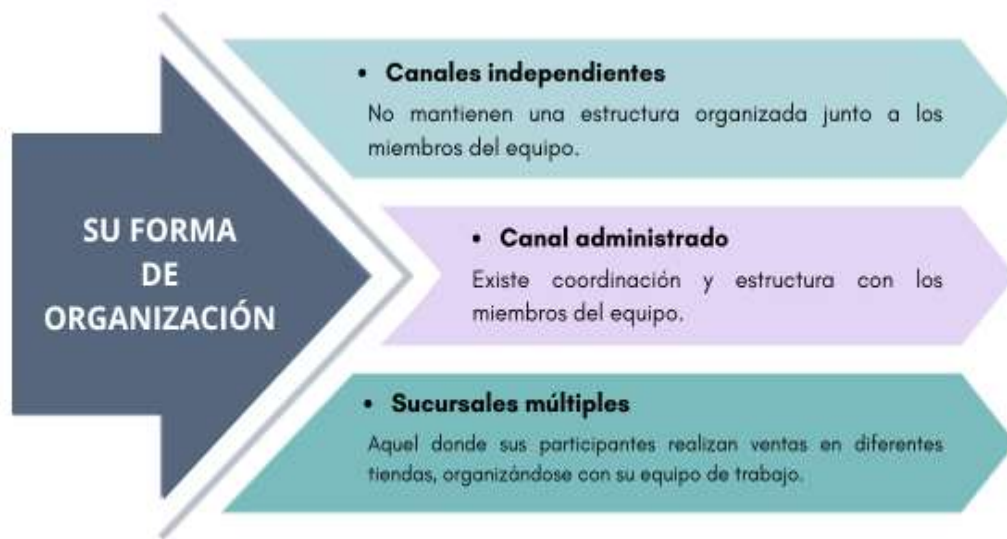 SU FORMA
DE
ORGANIZACIÓN
• Canales independientes
No mantienen una estructura organizada junto a los
miembros del equipo.
• Canal administrado
Existe coordinación y estructura con los
miembros del equipo.
• Sucursales múltiples
Aquel donde sus participantes realizan ventas en diferentes
tiendas, organizándose con su equipo de trabajo.